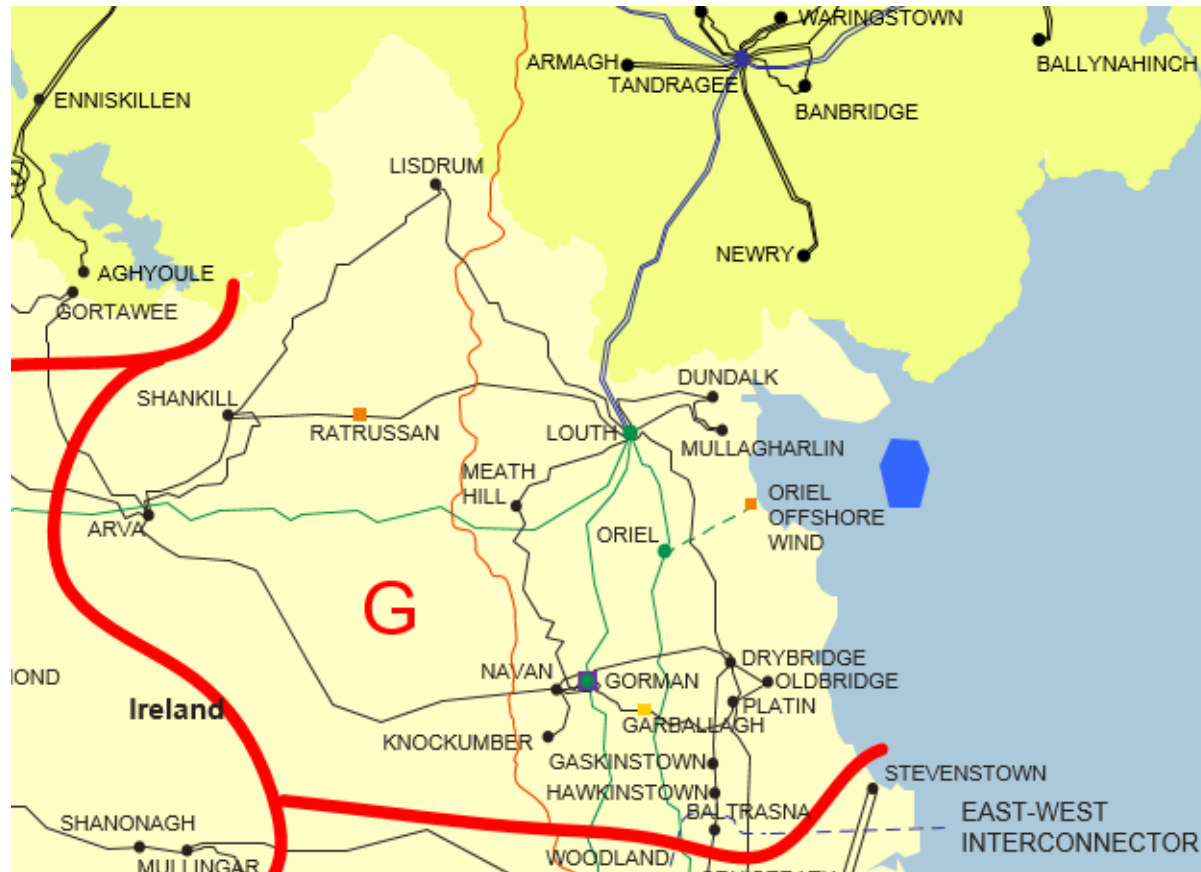 WARINGSTOWN
ARMAGH
TANDRAGEE
BALLYNAHINCH
ENNISKILLEN
BANBRIDGE
LISDRUM
NEWRY
AGHYOULE
GORTAWEE
DUNDALK
SHANKILL
RATRUSSAN
LOUTH
MULLAGHARLIN
MEATH
HILL
ORIEL
OFFSHORE
WIND
ARVA
ORIEL
G
NAVAN
GORMAN
DRYBRIDGE
OLDBRIDGE
MOND
Ireland
PLATIN
GARBALLAGH
KNOCKUMBER
GASKINSTOWN
STEVENSTOWN
HAWKINSTOWN
BALTRASNA
EAST-WEST
INTERCONNECTOR
SHANONAGH
MULLINGAR
WOODLAND